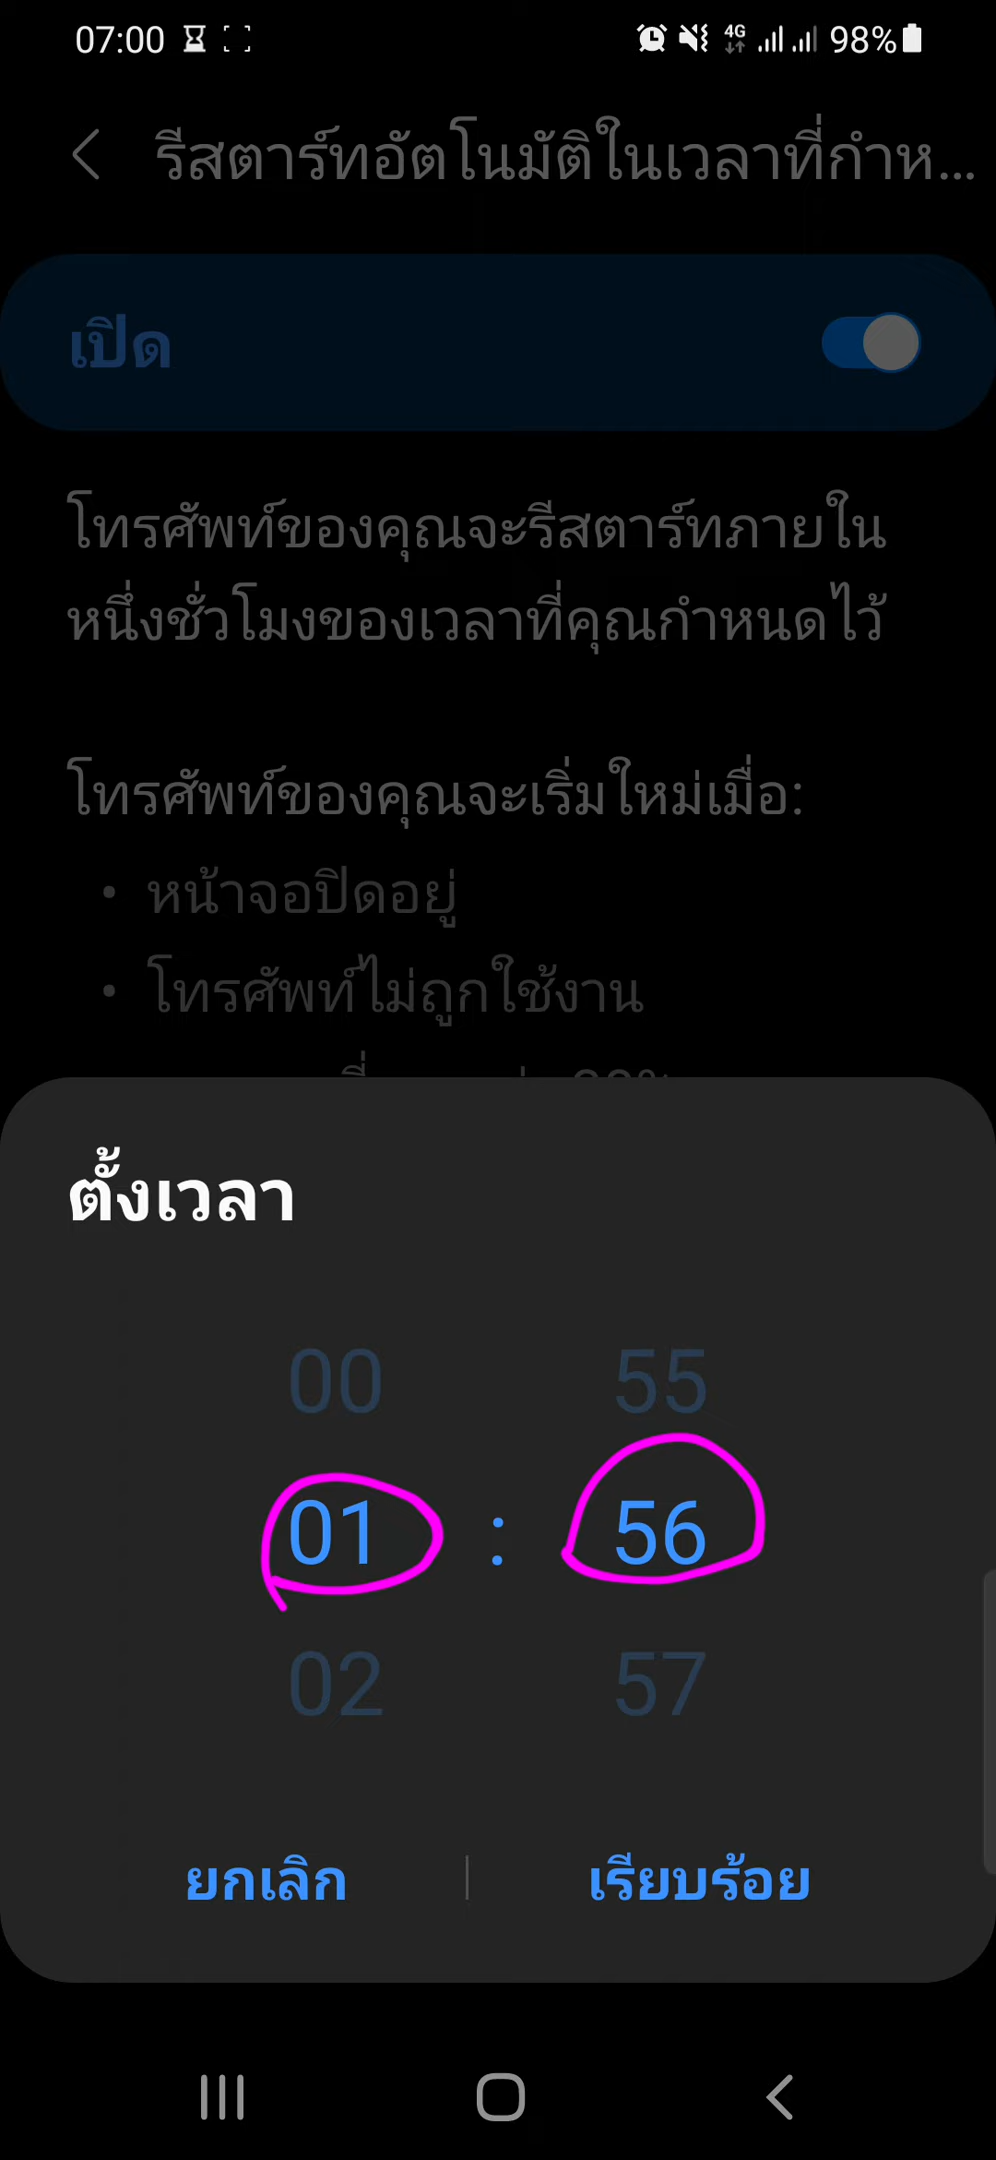 07:00 4G 98%
รีสตาร์ทอัตโนมัติในเวลาที่กำห...
เปิด
โทรศัพท์ของคุณจะรีสตาร์ทภายใน
หนึ่งชั่วโมงของเวลาที่คุณกำหนดไว้
โทรศัพท์ของคุณจะเริ่มใหม่เมื่อ:
• หน้าจอปิดอยู่
• โทรศัพท์ไม่ถูกใช้งาน
ตั้งเวลา
00 55
01 : 56
02 57
ยกเลิก | เรียบร้อย